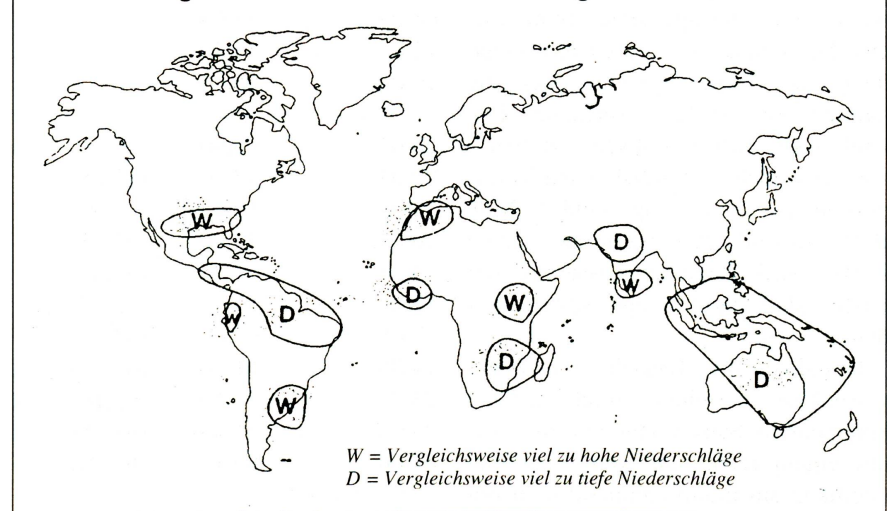 W
W
D
W
D
W
D
W
D
W
D
D
W
W = Vergleichsweise viel zu hohe Niederschläge
D = Vergleichsweise viel zu tiefe Niederschläge